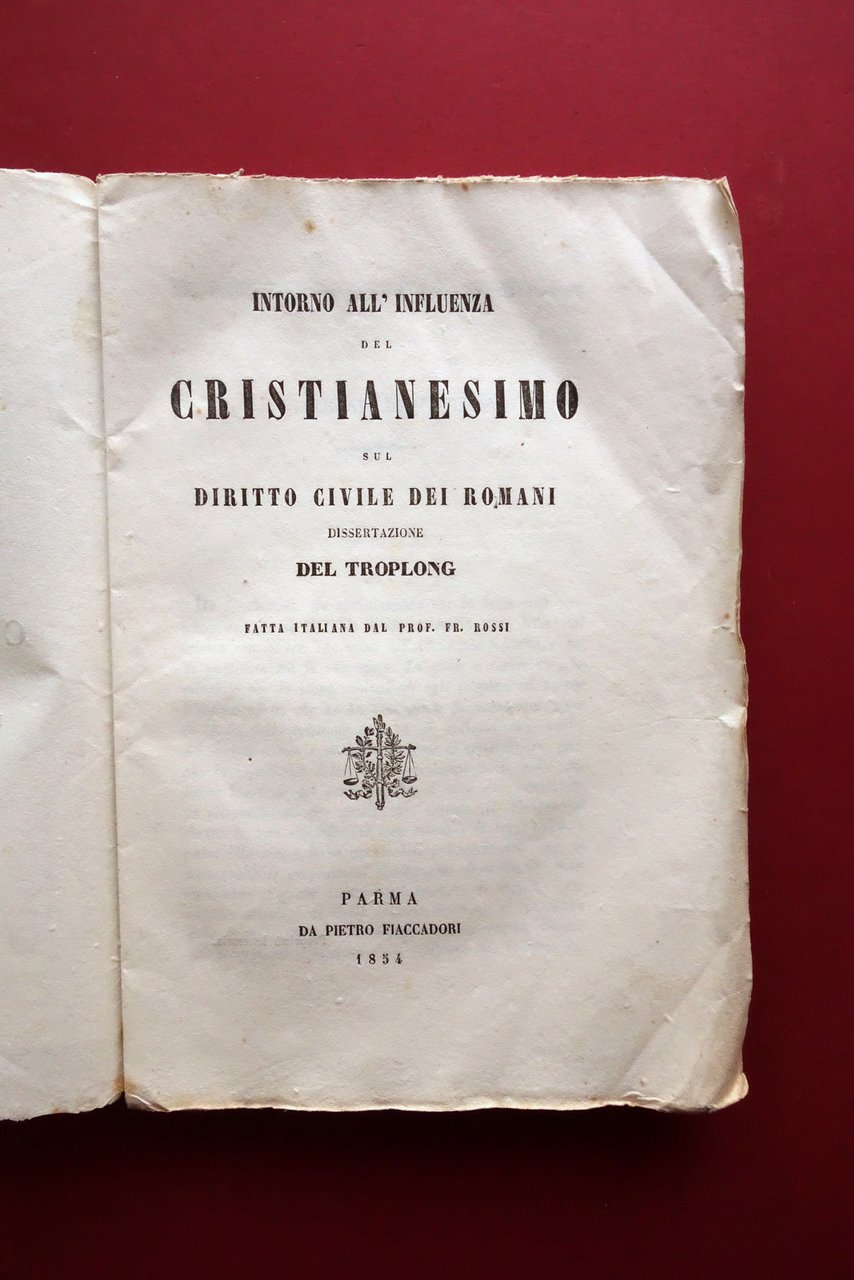 INTORNO ALL' INFLUENZA
DEL
CRISTIANESIMO
SUL
DIRITTO CIVILE DEI ROMANI
DISSERTAZIONE
DEL TROPLONG
FATTA ITALIANA DAL PROF. FR. ROSSI
PARMA
DA PIETRO FIACCADORI
1854